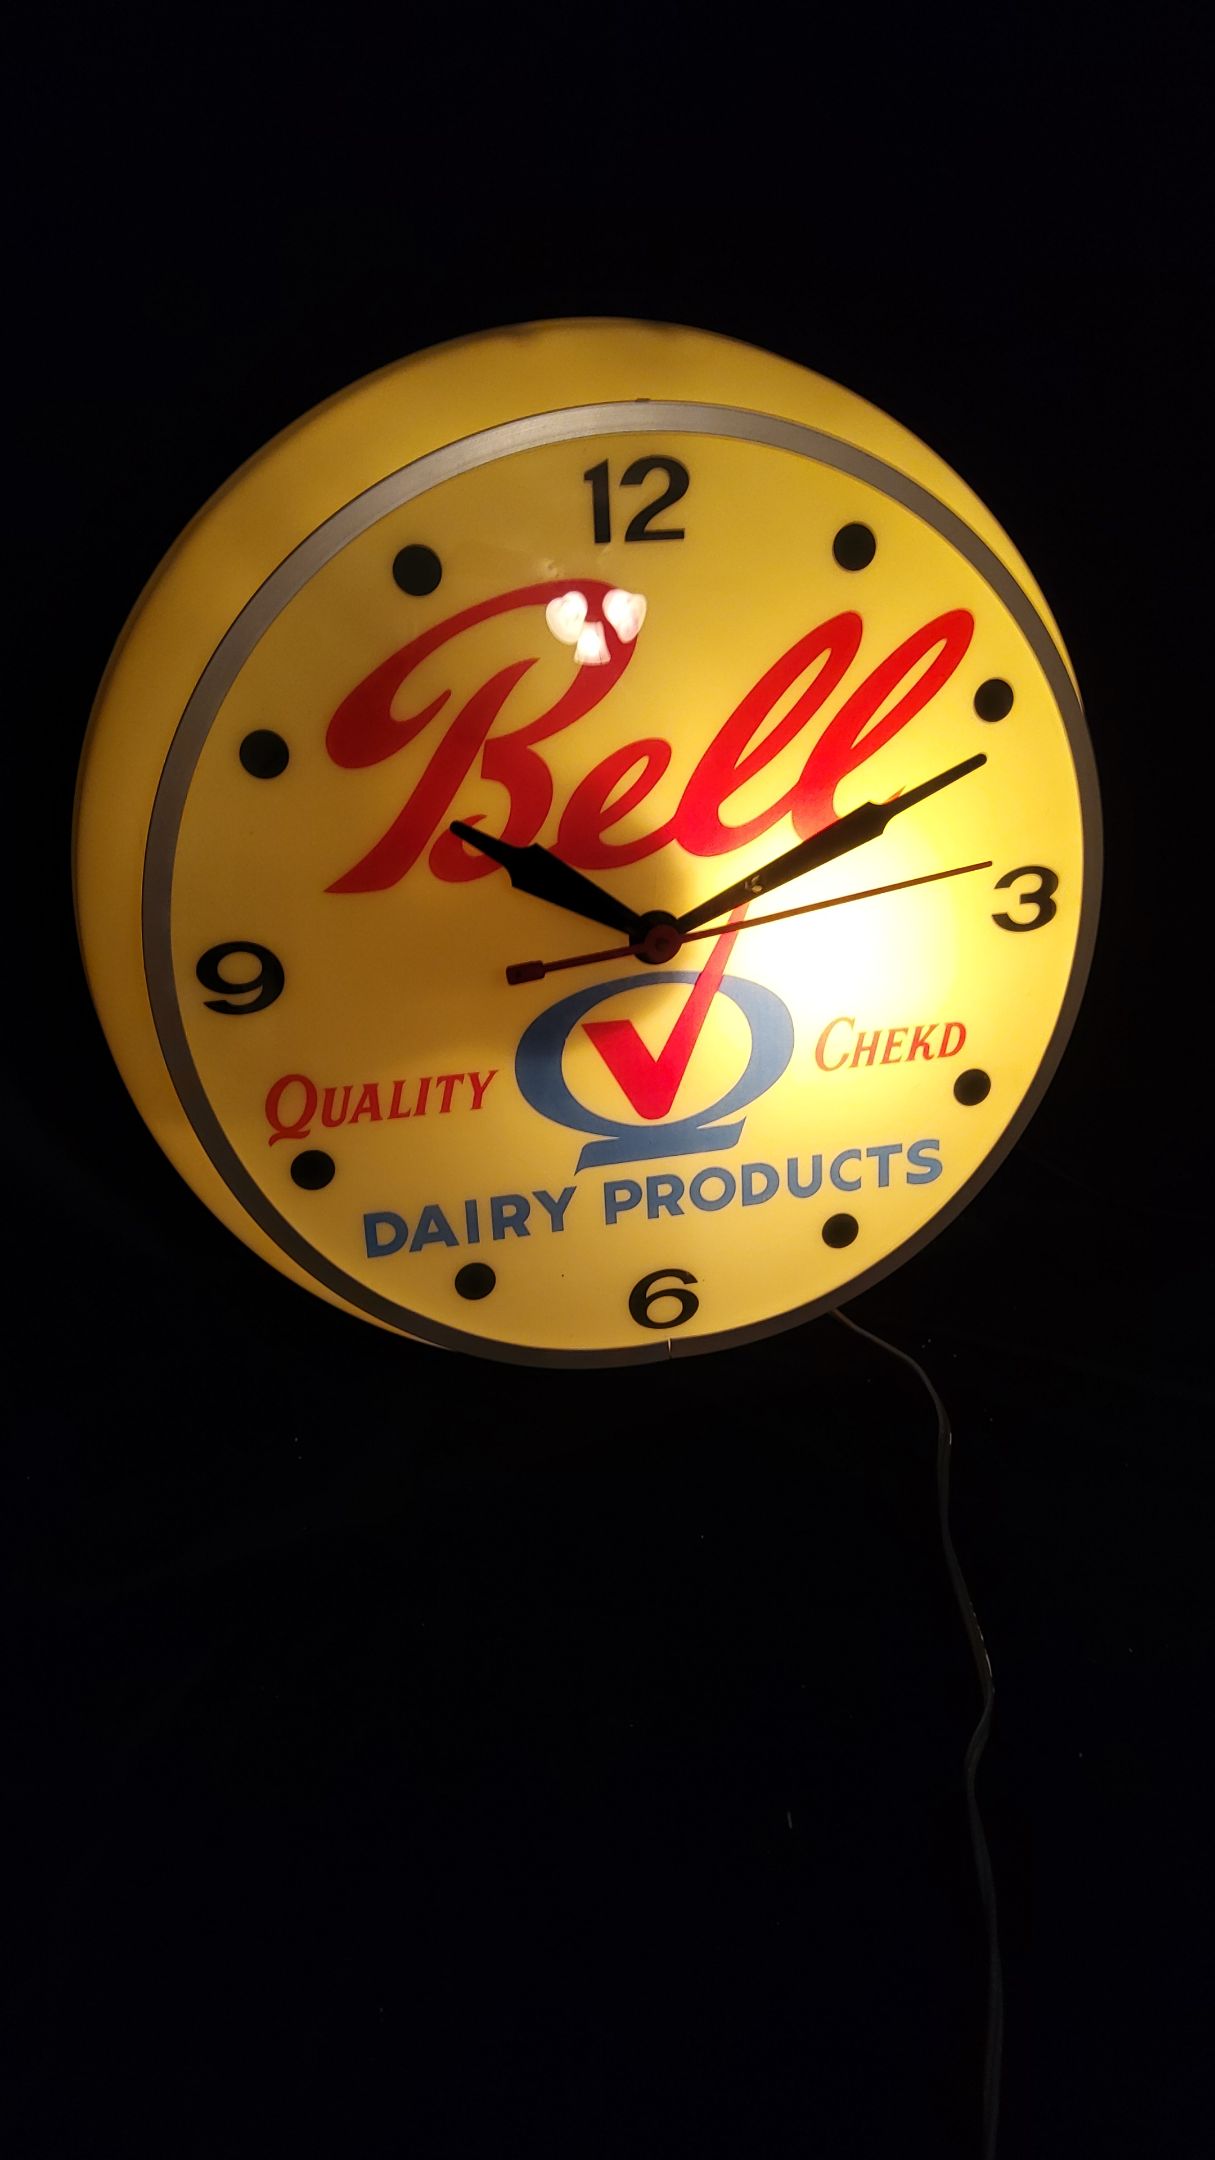 12
Bell
3
9
Quality Q Chekd
DAIRY PRODUCTS
6